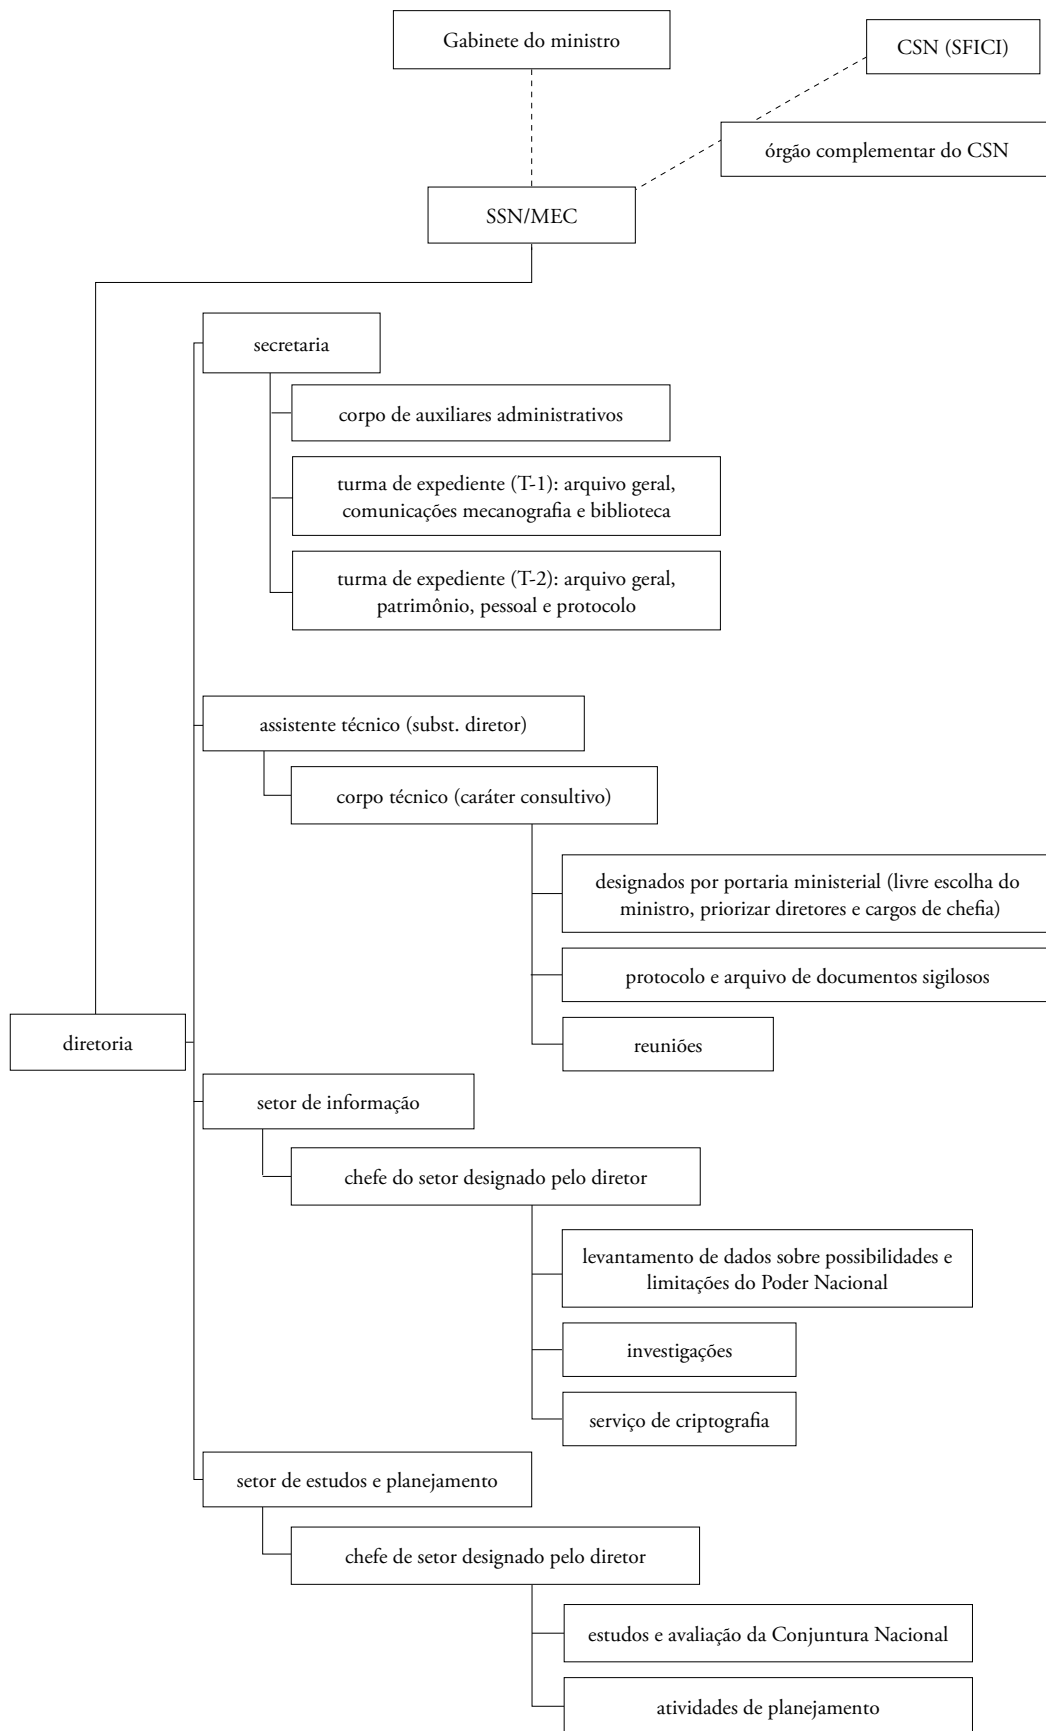 Gabinete do ministro
CSN (SFICI)
órgão complementar do CSN
SSN/MEC
secretaria
corpo de auxiliares administrativos
turma de expediente (T-1): arquivo geral,
comunicações mecanografia e biblioteca
turma de expediente (T-2): arquivo geral,
patrimônio, pessoal e protocolo
assistente técnico (subst. diretor)
corpo técnico (caráter consultivo)
designados por portaria ministerial (livre escolha do
ministro, priorizar diretores e cargos de chefia)
protocolo e arquivo de documentos sigilosos
reuniões
diretoria
setor de informação
chefe do setor designado pelo diretor
levantamento de dados sobre possibilidades e
limitações do Poder Nacional
investigações
serviço de criptografia
setor de estudos e planejamento
chefe de setor designado pelo diretor
estudos e avaliação da Conjuntura Nacional
atividades de planejamento